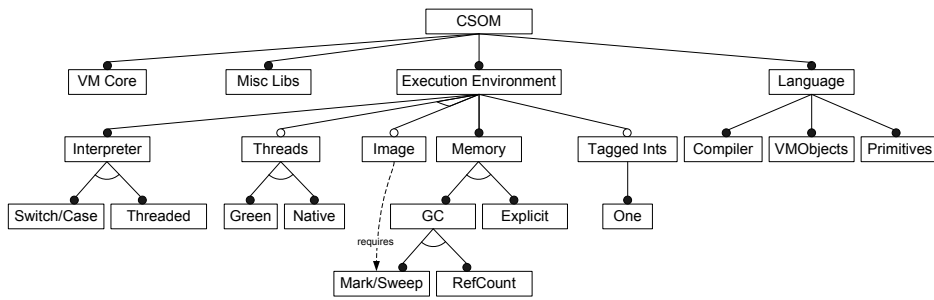 CSOM
VM Core
Misc Libs
Execution Environment
Language
Interpreter
Threads
Image
Memory
Tagged Ints
Compiler
VMObjects
Primitives
Switch/Case
Threaded
Green
Native
GC
Explicit
One
requires
Mark/Sweep
RefCount